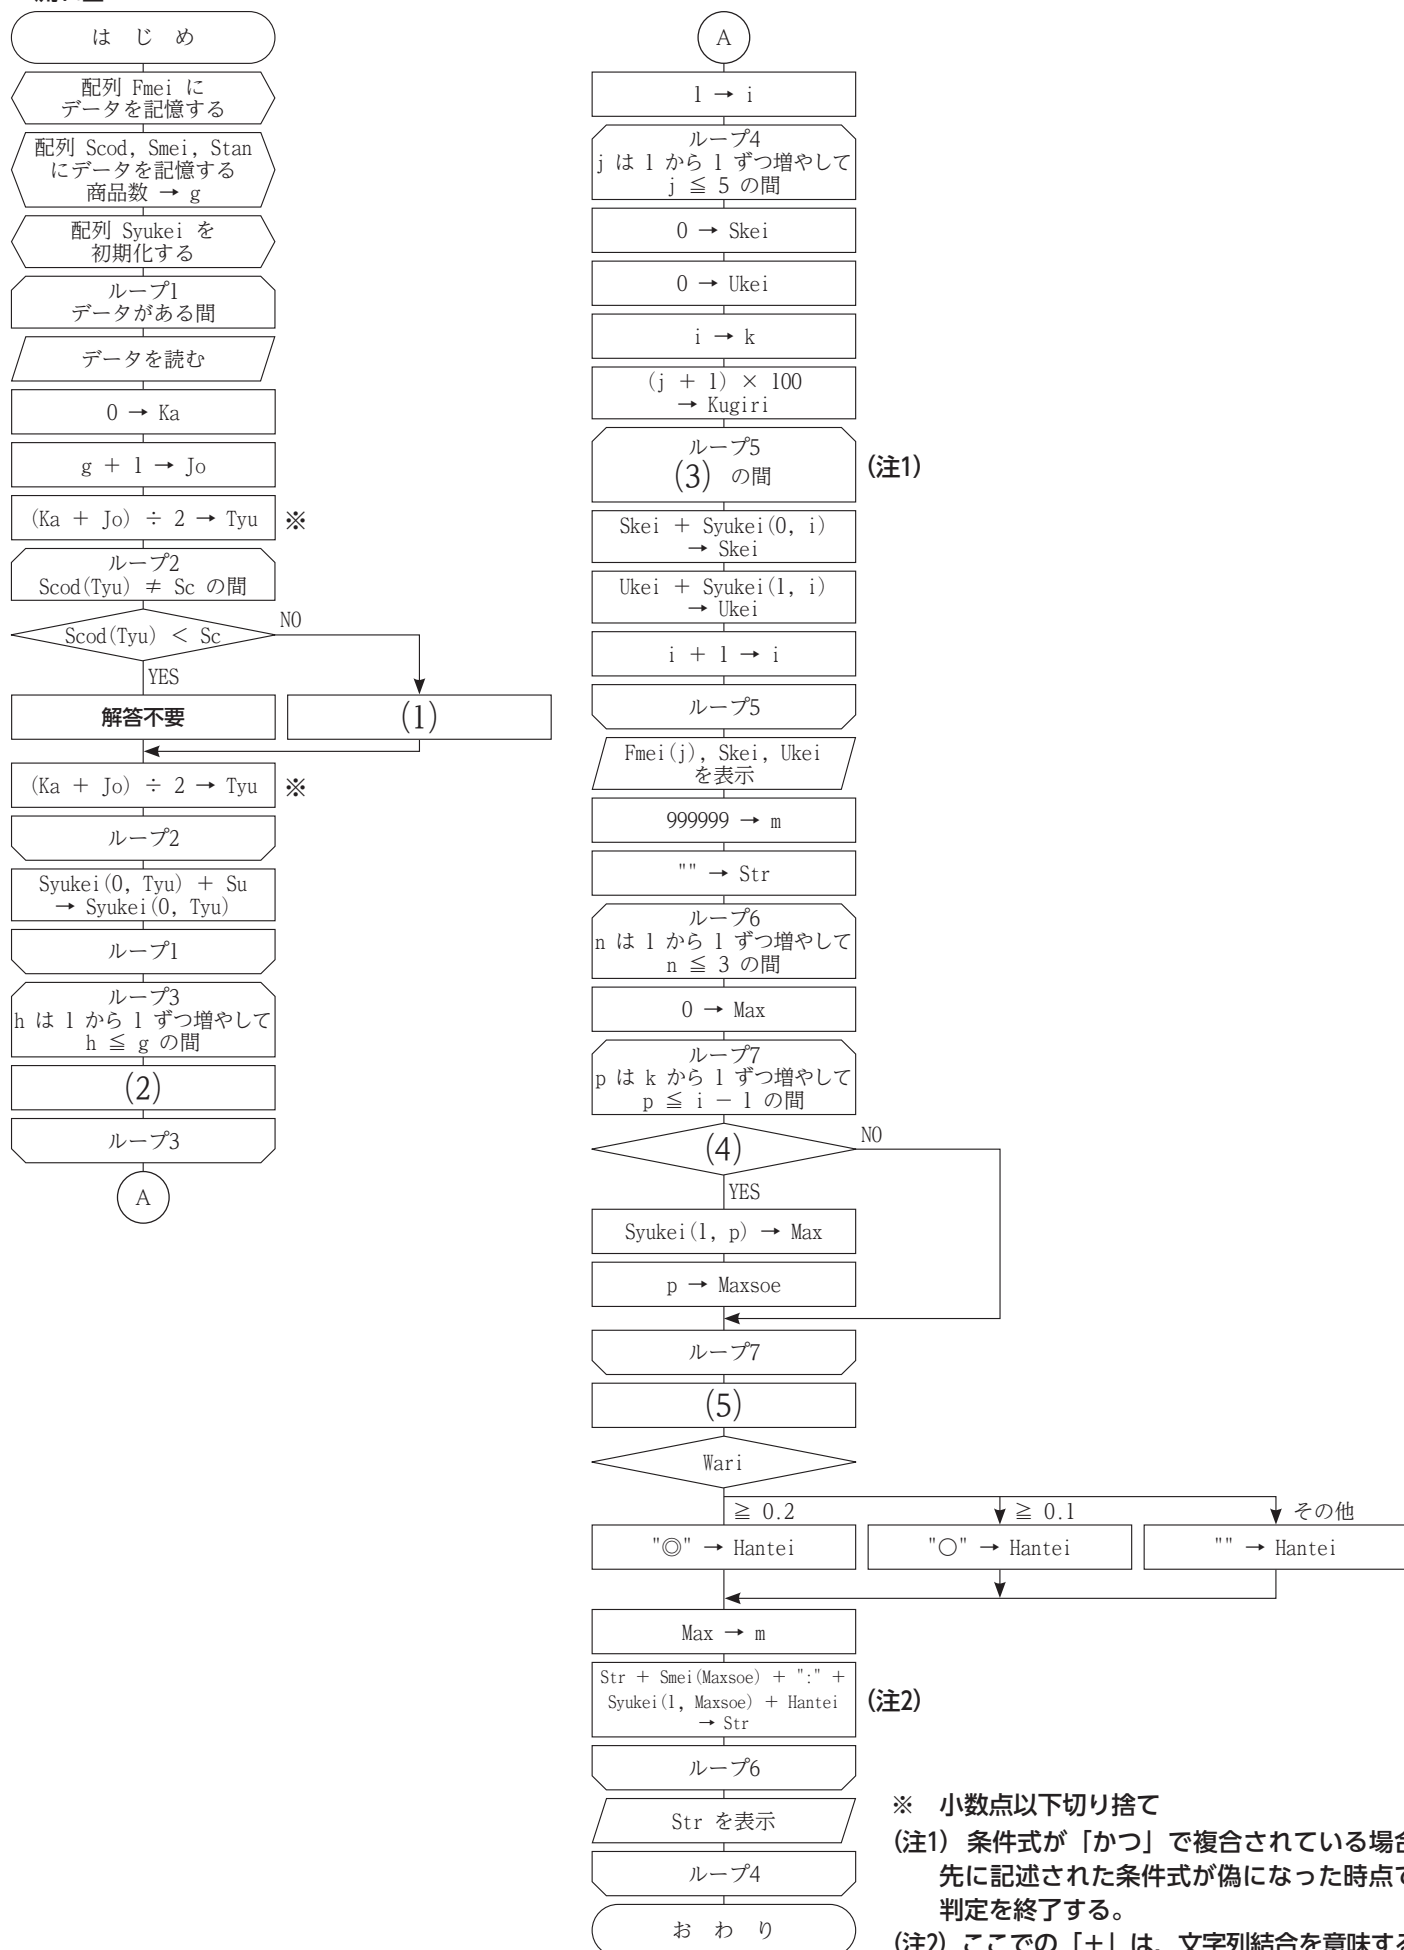 は じ め
配列 Fmei に
データを記憶する
配列 Scod, Smei, Stan
にデータを記憶する
商品数 → g
配列 Syukei を
初期化する
ループ1
データがある間
データを読む
0 → Ka
g + 1 → Jo
(Ka + Jo) ÷ 2 → Tyu ※
ループ2
Scod(Tyu) ≠ Sc の間
Scod(Tyu) < Sc
NO
YES
解答不要
(1)
(Ka + Jo) ÷ 2 → Tyu ※
ループ2
Syukei(0, Tyu) + Su
→ Syukei(0, Tyu)
ループ1
ループ3
h は 1 から 1 ずつ増やして
h ≦ g の間
(2)
ループ3
A
A
1 → i
ループ4
j は 1 から 1 ずつ増やして
j ≦ 5 の間
0 → Skei
0 → Ukei
i → k
(j + 1) × 100
→ Kugiri
ループ5
(3) の間
(注1)
Skei + Syukei(0, i)
→ Skei
Ukei + Syukei(1, i)
→ Ukei
i + 1 → i
ループ5
Fmei(j), Skei, Ukei
を表示
999999 → m
"" → Str
ループ6
n は 1 から 1 ずつ増やして
n ≦ 3 の間
0 → Max
ループ7
p は k から 1 ずつ増やして
p ≦ i - 1 の間
(4)
NO
YES
Syukei(1, p) → Max
p → Maxsoe
ループ7
(5)
Wari
≧ 0.2
≧ 0.1
その他
"◎" → Hantei
"○" → Hantei
"" → Hantei
Max → m
Str + Smei(Maxsoe) + ":" +
Syukei(1, Maxsoe) + Hantei
→ Str
(注2)
ループ6
Str を表示
ループ4
お わ り
※ 小数点以下切り捨て
(注1) 条件式が「かつ」で複合されている場合
先に記述された条件式が偽になった時点で
判定を終了する。
(注2) ここでの「+」は、文字列結合を意味する